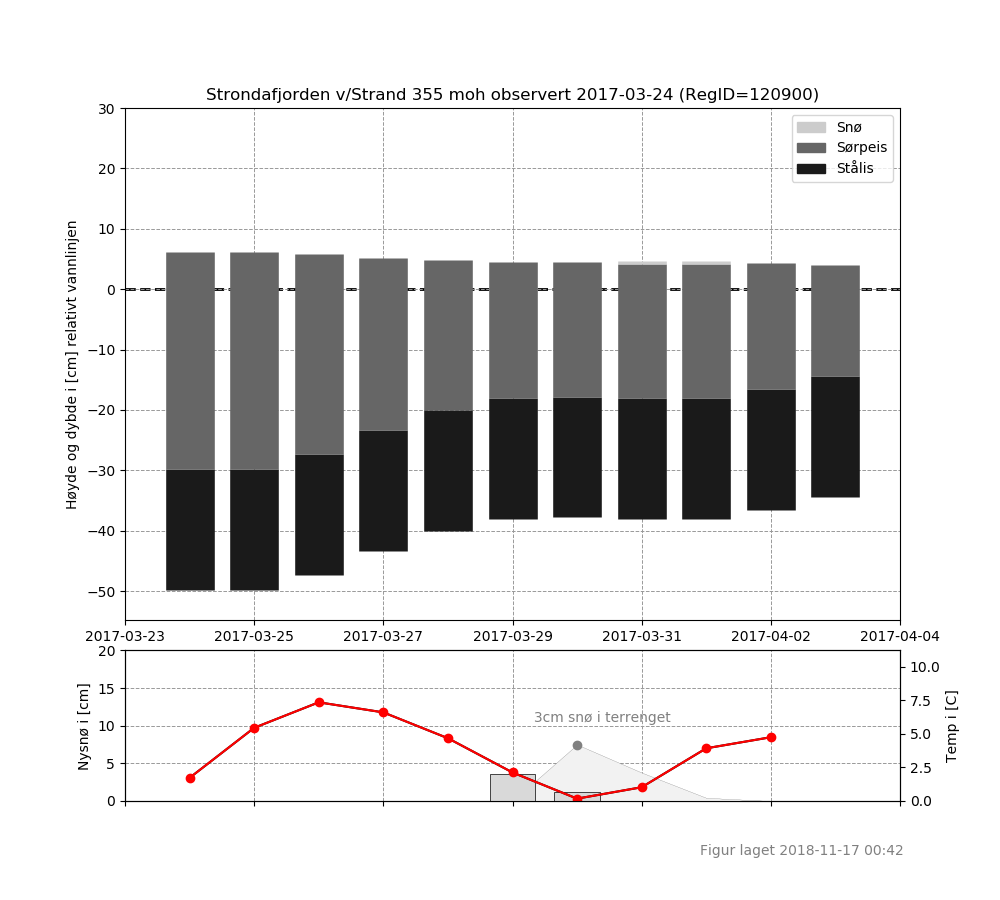 Strondafjorden v/Strand 355 moh observert 2017-03-24 (RegID=120900)
Høyde og dybde i [cm] relativt vannlinjen
30
20
10
0
−10
−20
−30
−40
−50
Snø
Sørpeis
Stålis
2017-03-23 2017-03-25 2017-03-27 2017-03-29 2017-03-31 2017-04-02 2017-04-04
Nysnø i [cm]
20
15
10
5
0
3cm snø i terrenget
10.0
7.5
5.0
2.5
0.0
Temp i [C]
Figur laget 2018-11-17 00:42